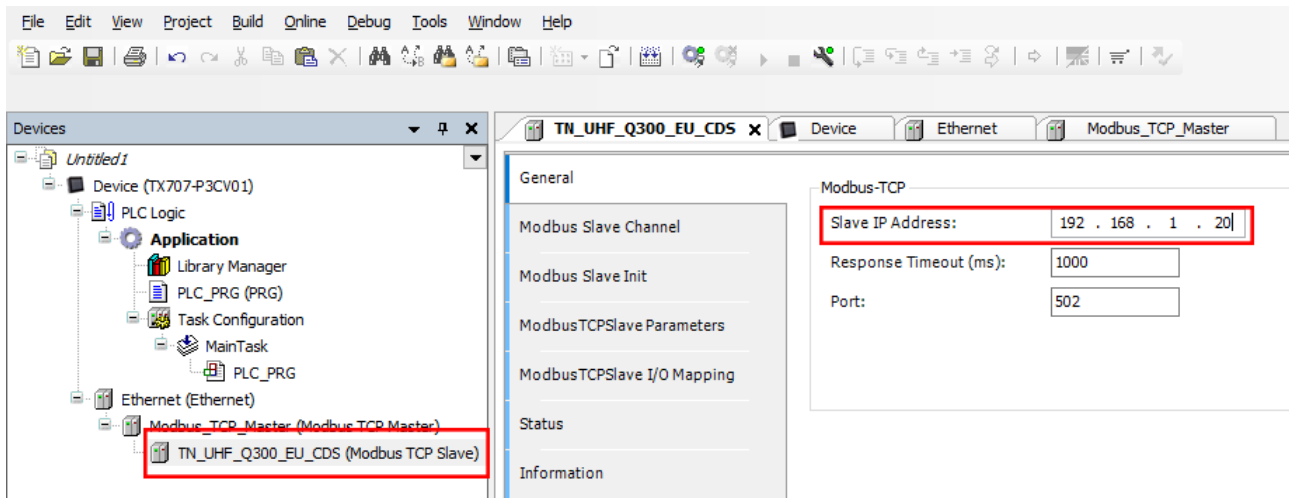 File Edit View Project Build Online Debug Tools Window Help
Devices
Untitled1
Device (TX707-P3CV01)
PLC Logic
Application
Library Manager
PLC_PRG (PRG)
Task Configuration
MainTask
PLC_PRG
Ethernet (Ethernet)
Modbus_TCP_Master (Modbus TCP Master)
TN_UHF_Q300_EU_CDS (Modbus TCP Slave)
TN_UHF_Q300_EU_CDS Device Ethernet Modbus_TCP_Master
General
Modbus Slave Channel
Modbus Slave Init
ModbusTCPSlave Parameters
ModbusTCPSlave I/O Mapping
Status
Information
Modbus-TCP
Slave IP Address: 192 . 168 . 1 . 20
Response Timeout (ms): 1000
Port: 502